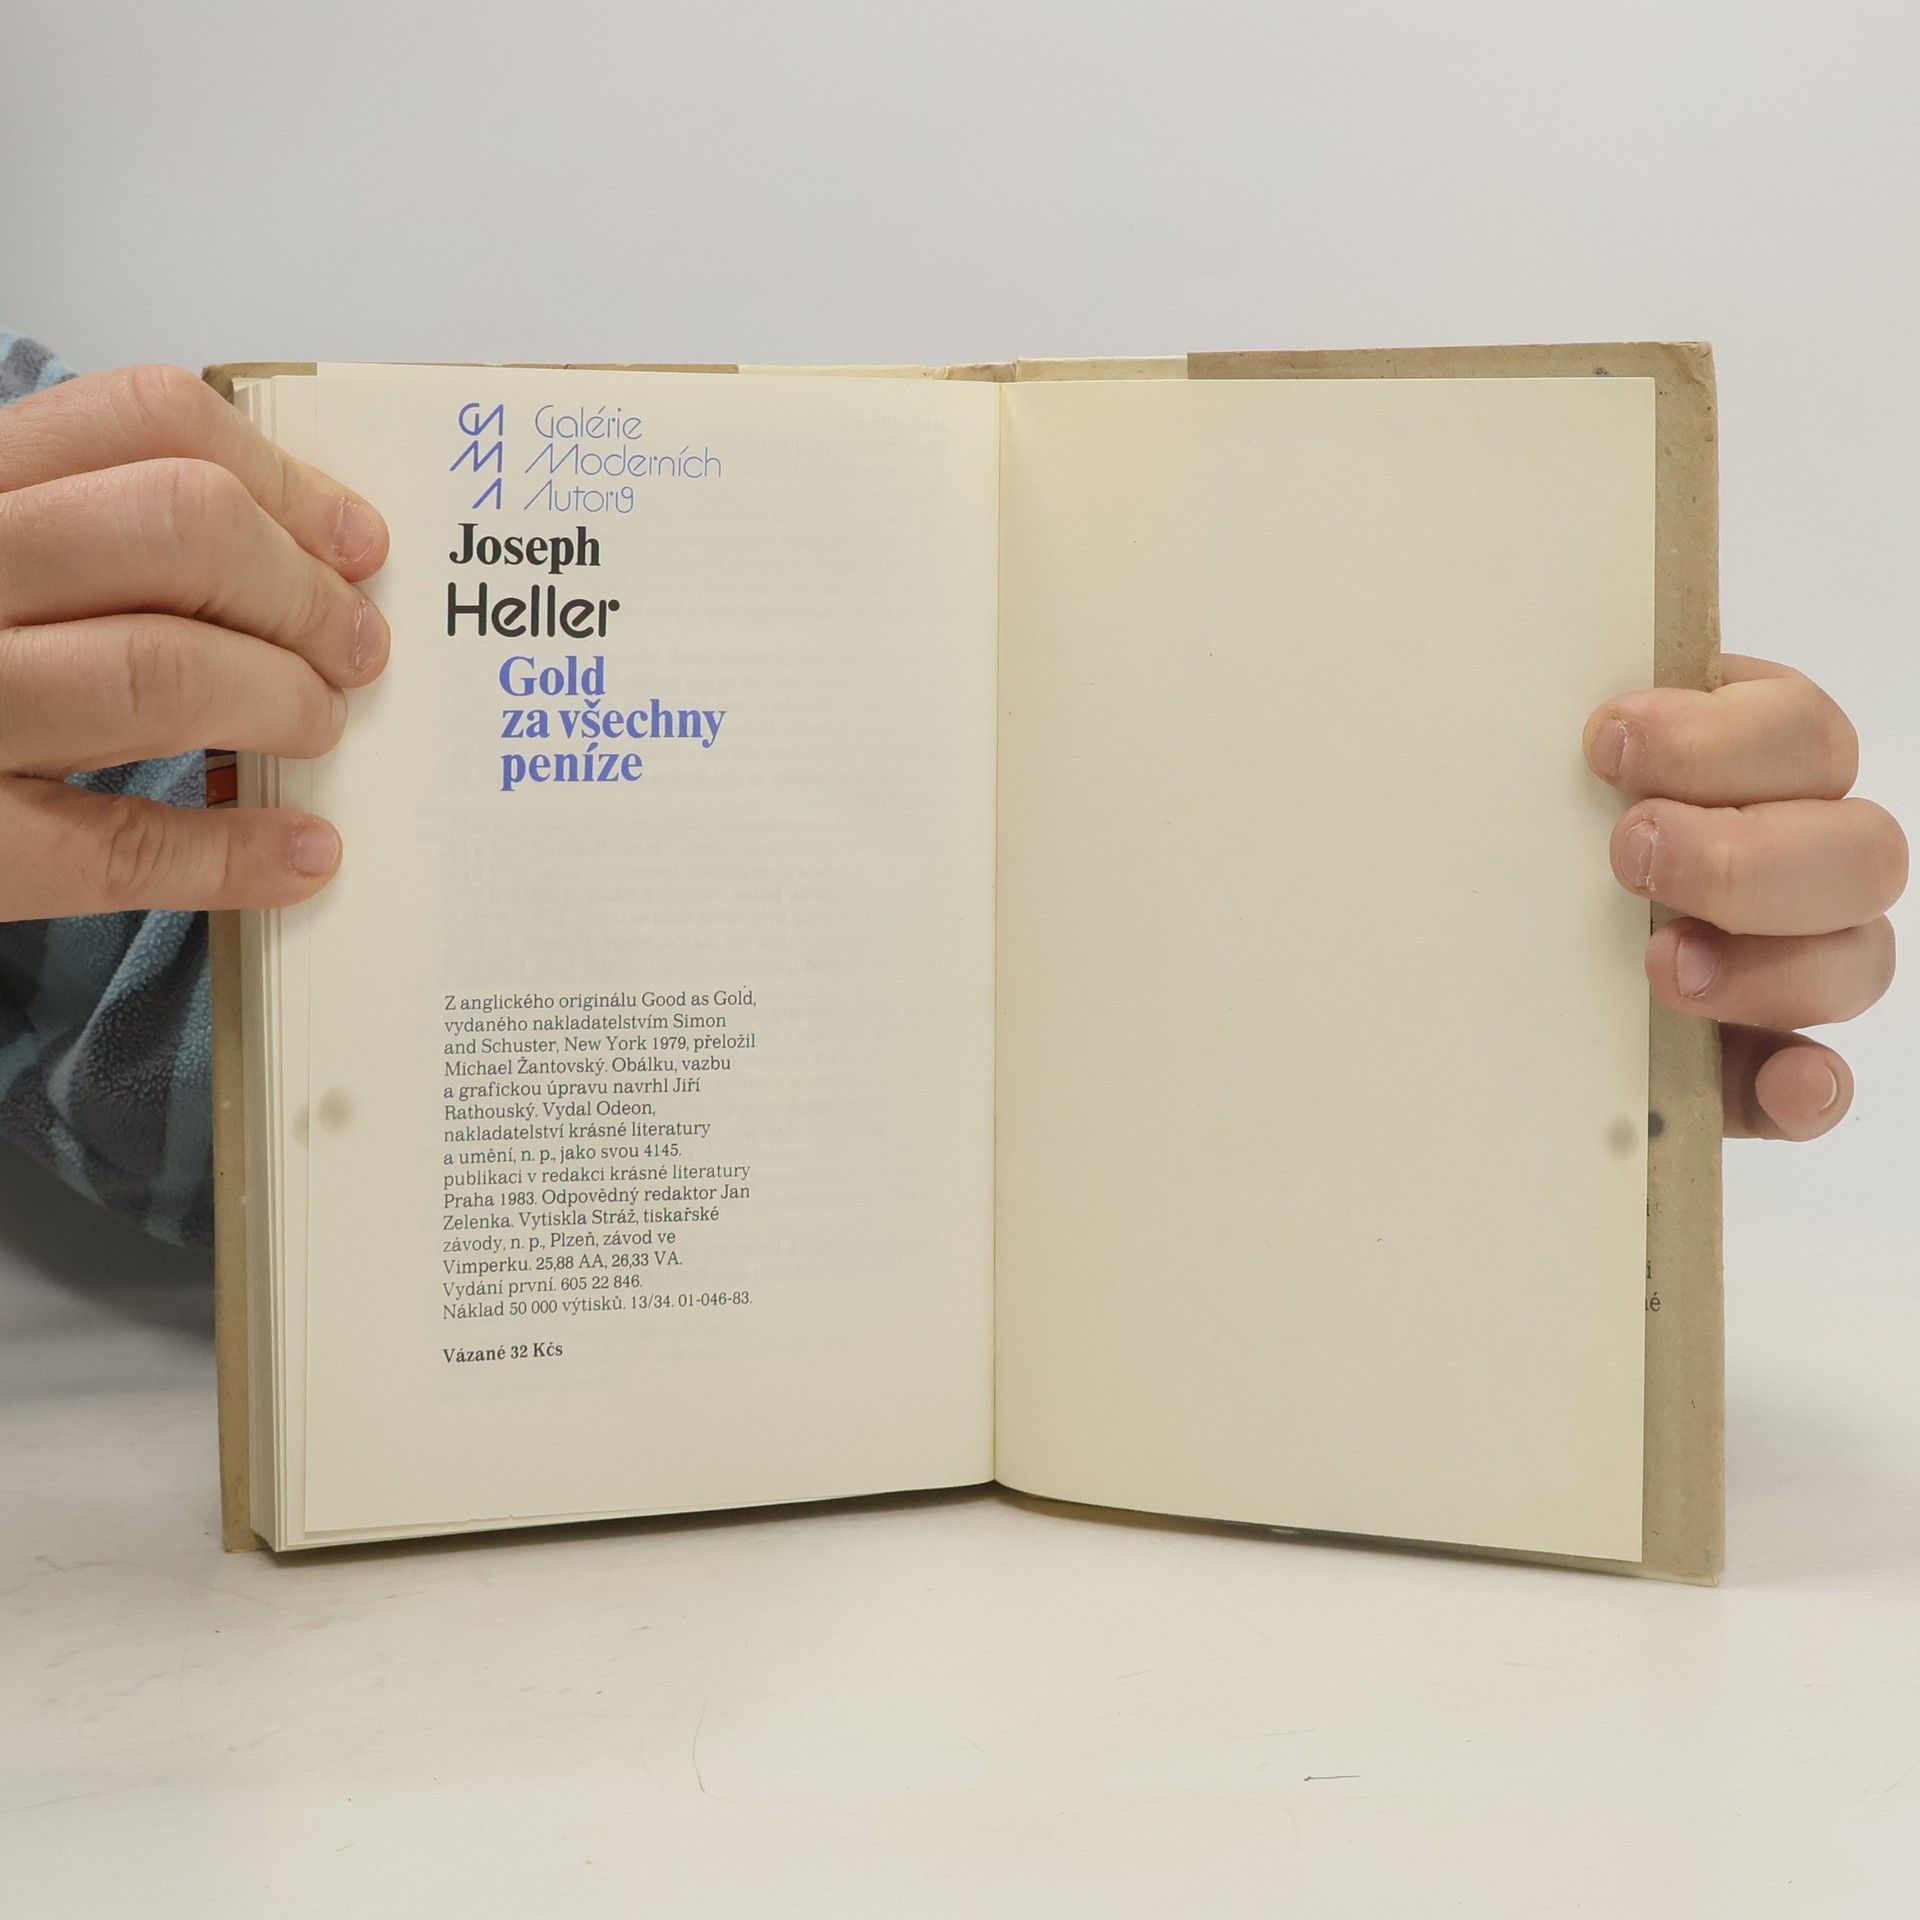 GMA Galérie
Moderních
Autorů
Joseph
Heller
Gold
za všechny
peníze
Z anglického originálu Good as Gold,
vydaného nakladatelstvím Simon
and Schuster, New York 1979, přeložil
Michael Žantovský. Obálku, vazbu
a grafickou úpravu navrhl Jiří
Rathouský. Vydal Odeon,
nakladatelství krásné literatury
a umění, n. p., jako svou 4145.
publikaci v redakci krásné literatury
Praha 1983. Odpovědný redaktor Jan
Zelenka. Vytiskla Stráž, tiskařské
závody, n. p., Plzeň, závod ve
Vimperku. 25,88 AA, 26,33 VA.
Vydání první. 605 22 846.
Náklad 50 000 výtisků. 13/34. 01-046-83.
Vázané 32 Kčs